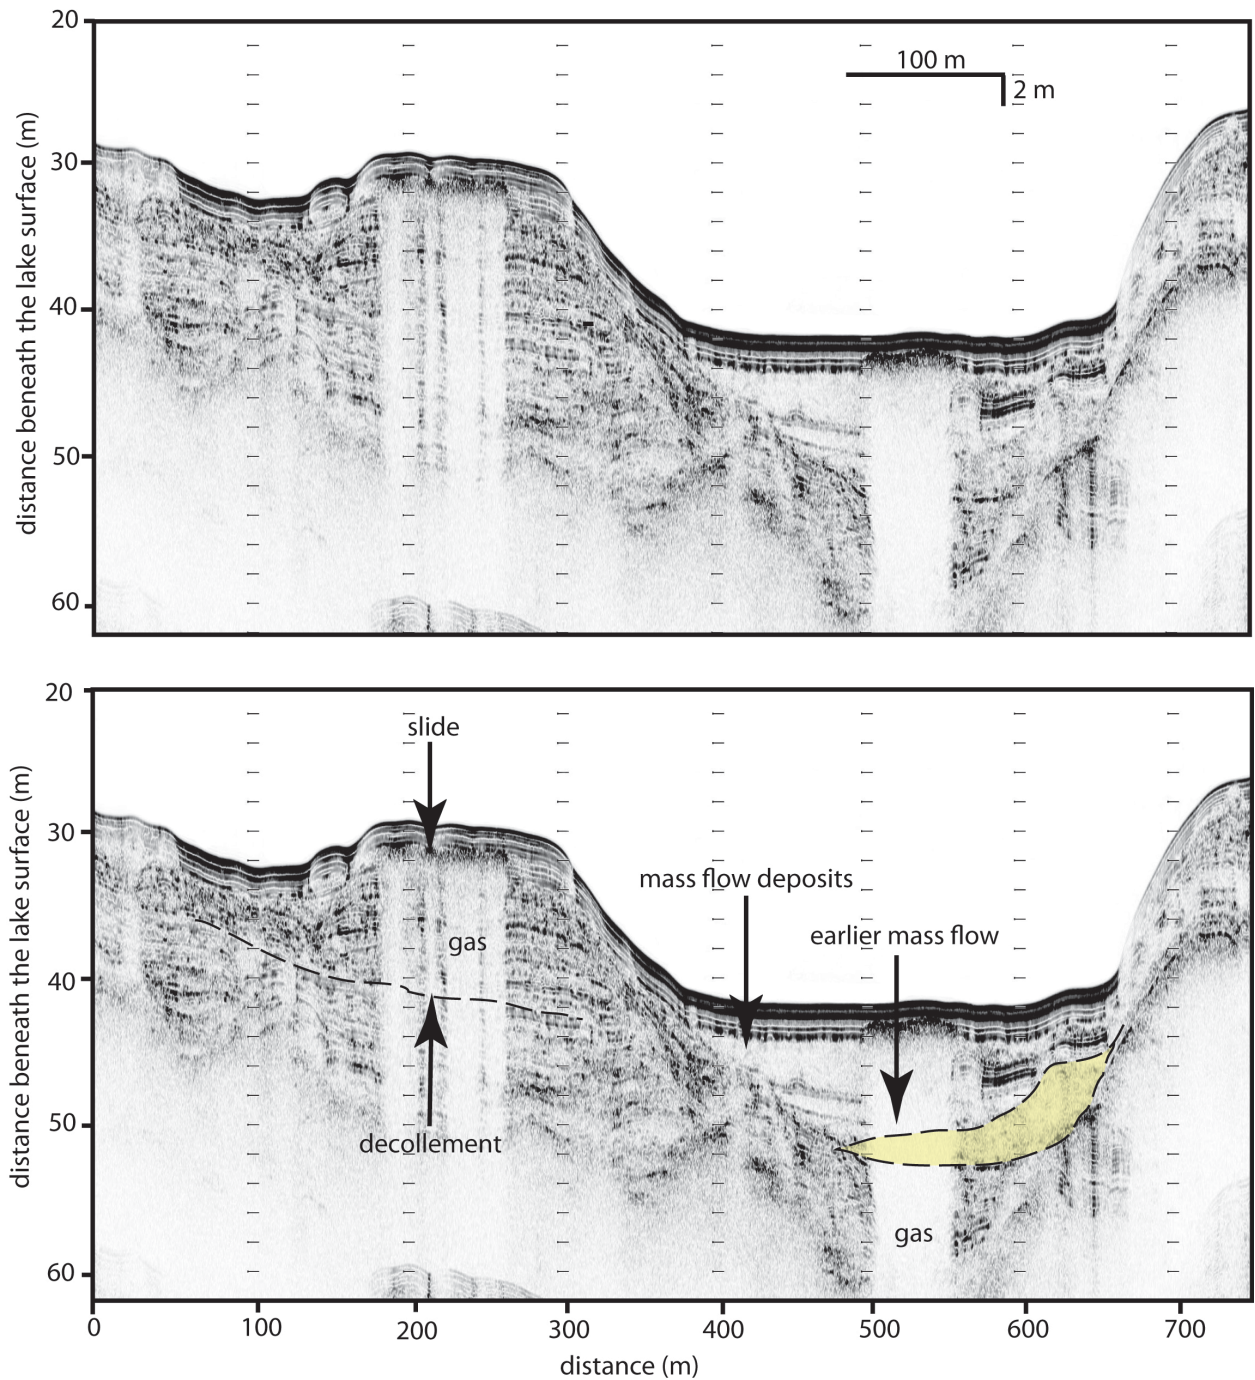 20
100 m
2 m
30
40
50
60
distance beneath the lake surface (m)
20
slide
30
mass flow deposits
earlier mass flow
gas
40
50
decollement
gas
60
distance beneath the lake surface (m)
0 100 200 300 400 500 600 700
distance (m)